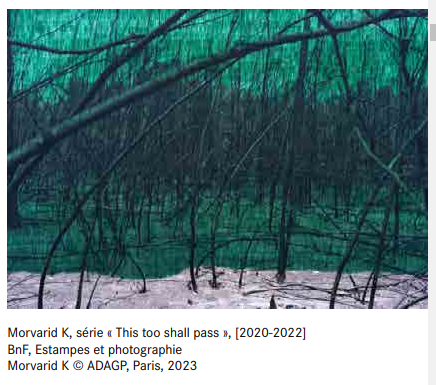 Morvarid K, série « This too shall pass », [2020-2022]
BnF, Estampes et photographie
Morvarid K © ADAGP, Paris, 2023